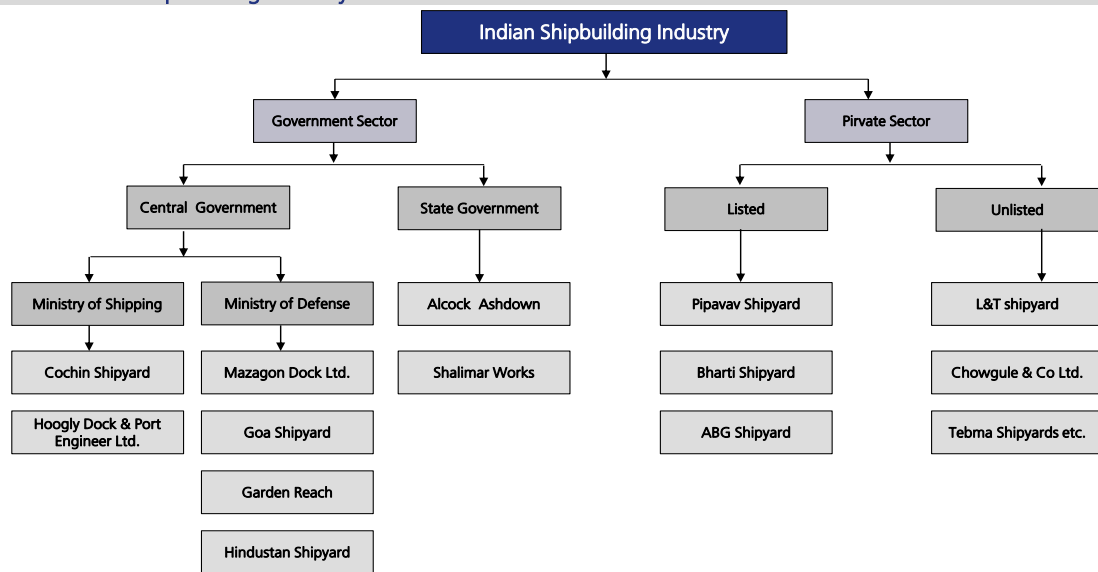 Indian Shipbuilding Industry
Government Sector
Pirvate Sector
Central Government
State Government
Listed
Unlisted
Ministry of Shipping
Ministry of Defense
Alcock Ashdown
Pipavav Shipyard
L&T shipyard
Cochin Shipyard
Mazagon Dock Ltd.
Shalimar Works
Bharti Shipyard
Chowgule & Co Ltd.
Hoogly Dock & Port
Engineer Ltd.
Goa Shipyard
ABG Shipyard
Tebma Shipyards etc.
Garden Reach
Hindustan Shipyard